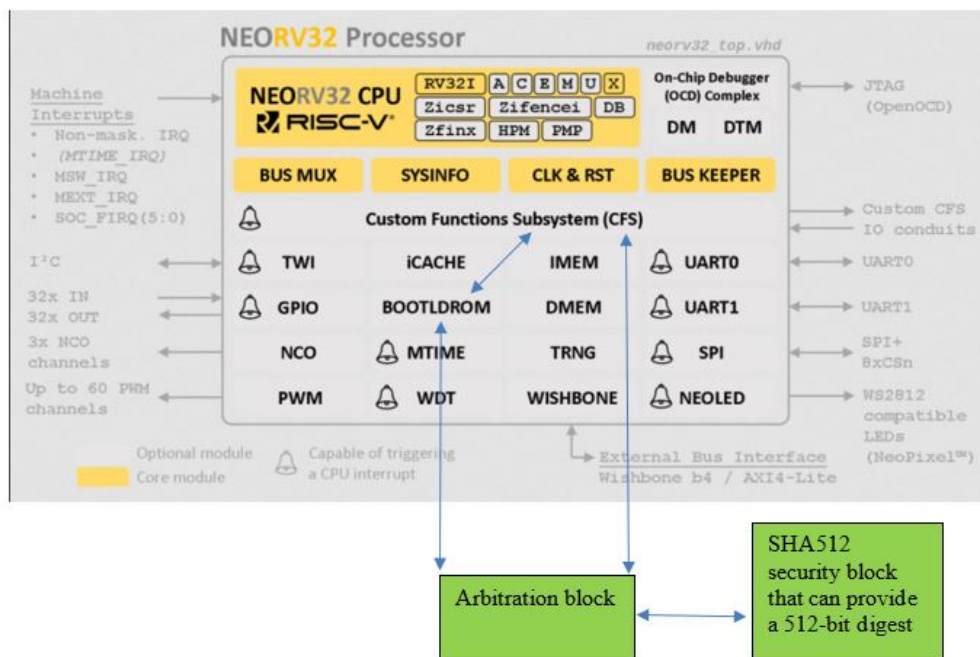 NEORV32 Processor
neorv32_top.vhd
Machine
Interrupts
• Non-mask. IRQ
• (MTIME_IRQ)
• MSW_IRQ
• MEXT_IRQ
• SOC_FIRQ(5:0)
I²C
32x IN
32x OUT
3x NCO
channels
Up to 60 PWM
channels
NEORV32 CPU
RISC-V®
RV32I A C E M U X
Zicsr Zifencei DB
Zfinx HPM PMP
On-Chip Debugger
(OCD) Complex
DM DTM
BUS MUX SYSINFO CLK & RST BUS KEEPER
Custom Functions Subsystem (CFS)
TWI iCACHE IMEM UART0
GPIO BOOTLDROM DMEM UART1
NCO MTIME TRNG SPI
PWM WDT WISHBONE NEOLED
JTAG
(OpenOCD)
Custom CFS
IO conduits
UART0
UART1
SPI+
8xCSn
WS2812
compatible
LEDs
(NeoPixel™)
Optional module
Core module
Capable of triggering
a CPU interrupt
External Bus Interface
Wishbone b4 / AXI4-Lite
Arbitration block
SHA512
security block
that can provide
a 512-bit digest